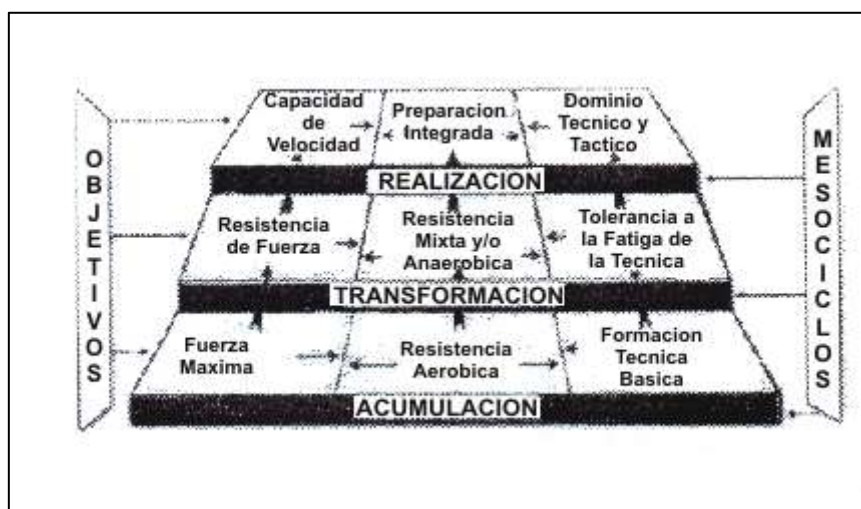 OBJETIVOS
Capacidad
de
Velocidad
Preparacion
Integrada
Dominio
Tecnico y
Tactico
REALIZACION
Resistencia
de Fuerza
Resistencia
Mixta y/o
Anaerobica
Tolerancia a
la Fatiga de
la Tecnica
TRANSFORMACION
Fuerza
Maxima
Resistencia
Aerobica
Formacion
Tecnica
Basica
ACUMULACION
MESOCICLOS